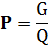 P = G/Q